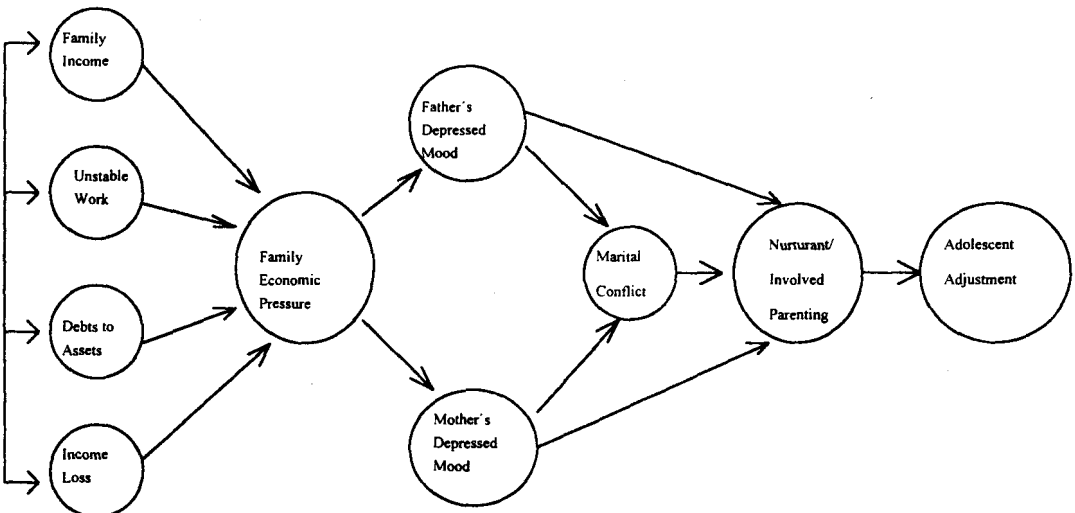 Family
Income
Unstable
Work
Debts to
Assets
Income
Loss
Family
Economic
Pressure
Father's
Depressed
Mood
Mother's
Depressed
Mood
Marital
Conflict
Nurturant/
Involved
Parenting
Adolescent
Adjustment